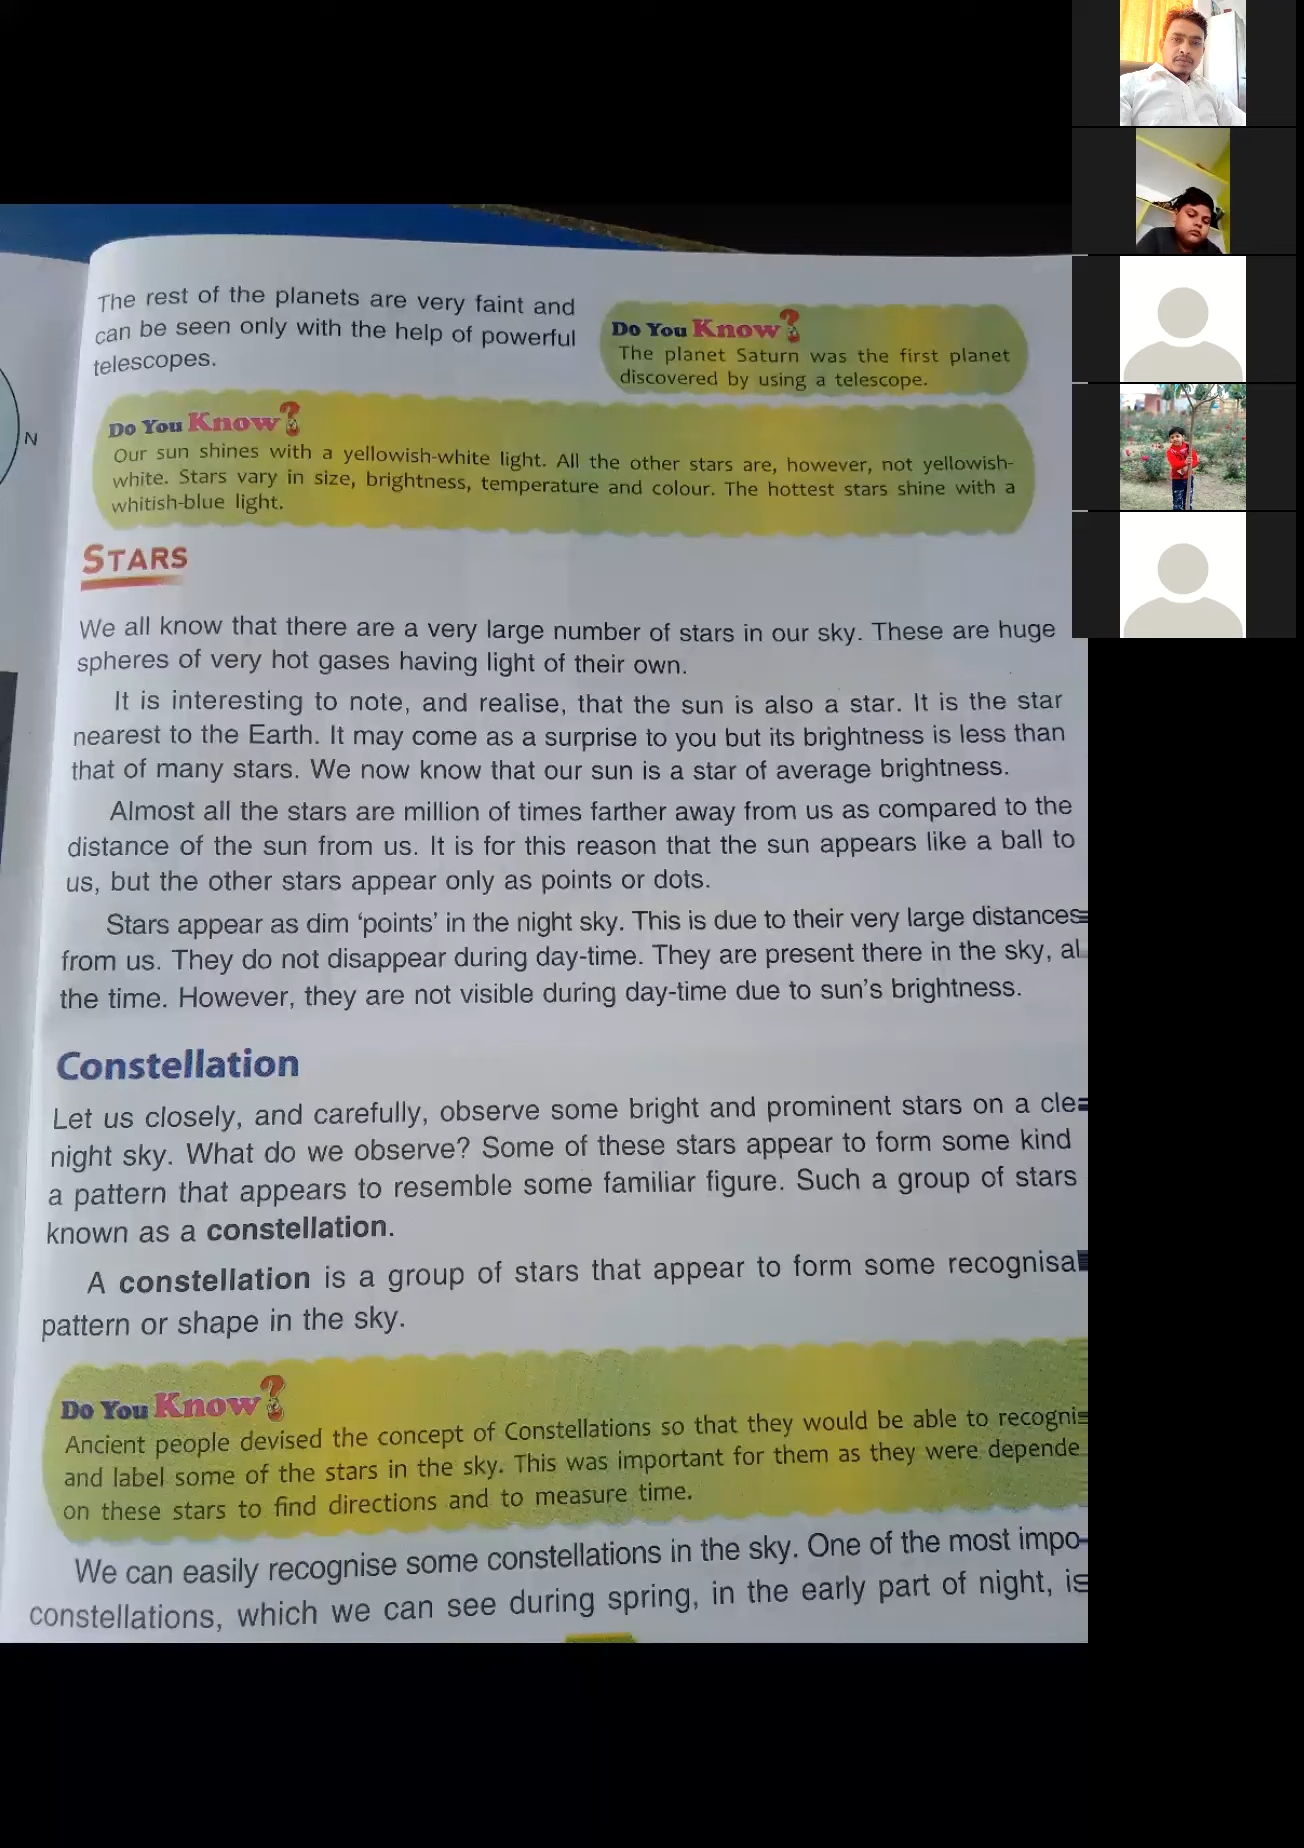 The rest of the planets are very faint and
can be seen only with the help of powerful
telescopes.
Do You Know?
The planet Saturn was the first planet
discovered by using a telescope.
N
Do You Know?
Our sun shines with a yellowish-white light. All the other stars are, however, not yellowish-
white. Stars vary in size, brightness, temperature and colour. The hottest stars shine with a
whitish-blue light.
STARS
We all know that there are a very large number of stars in our sky. These are huge
spheres of very hot gases having light of their own.
It is interesting to note, and realise, that the sun is also a star. It is the star
nearest to the Earth. It may come as a surprise to you but its brightness is less than
that of many stars. We now know that our sun is a star of average brightness.
Almost all the stars are million of times farther away from us as compared to the
distance of the sun from us. It is for this reason that the sun appears like a ball to
us, but the other stars appear only as points or dots.
Stars appear as dim ‘points’ in the night sky. This is due to their very large distances
from us. They do not disappear during day-time. They are present there in the sky, al
the time. However, they are not visible during day-time due to sun’s brightness.
Constellation
Let us closely, and carefully, observe some bright and prominent stars on a cle
night sky. What do we observe? Some of these stars appear to form some kind
a pattern that appears to resemble some familiar figure. Such a group of stars
known as a constellation.
A constellation is a group of stars that appear to form some recognisa
pattern or shape in the sky.
Do You Know?
Ancient people devised the concept of Constellations so that they would be able to recogni
and label some of the stars in the sky. This was important for them as they were depende
on these stars to find directions and to measure time.
We can easily recognise some constellations in the sky. One of the most impo
constellations, which we can see during spring, in the early part of night, is